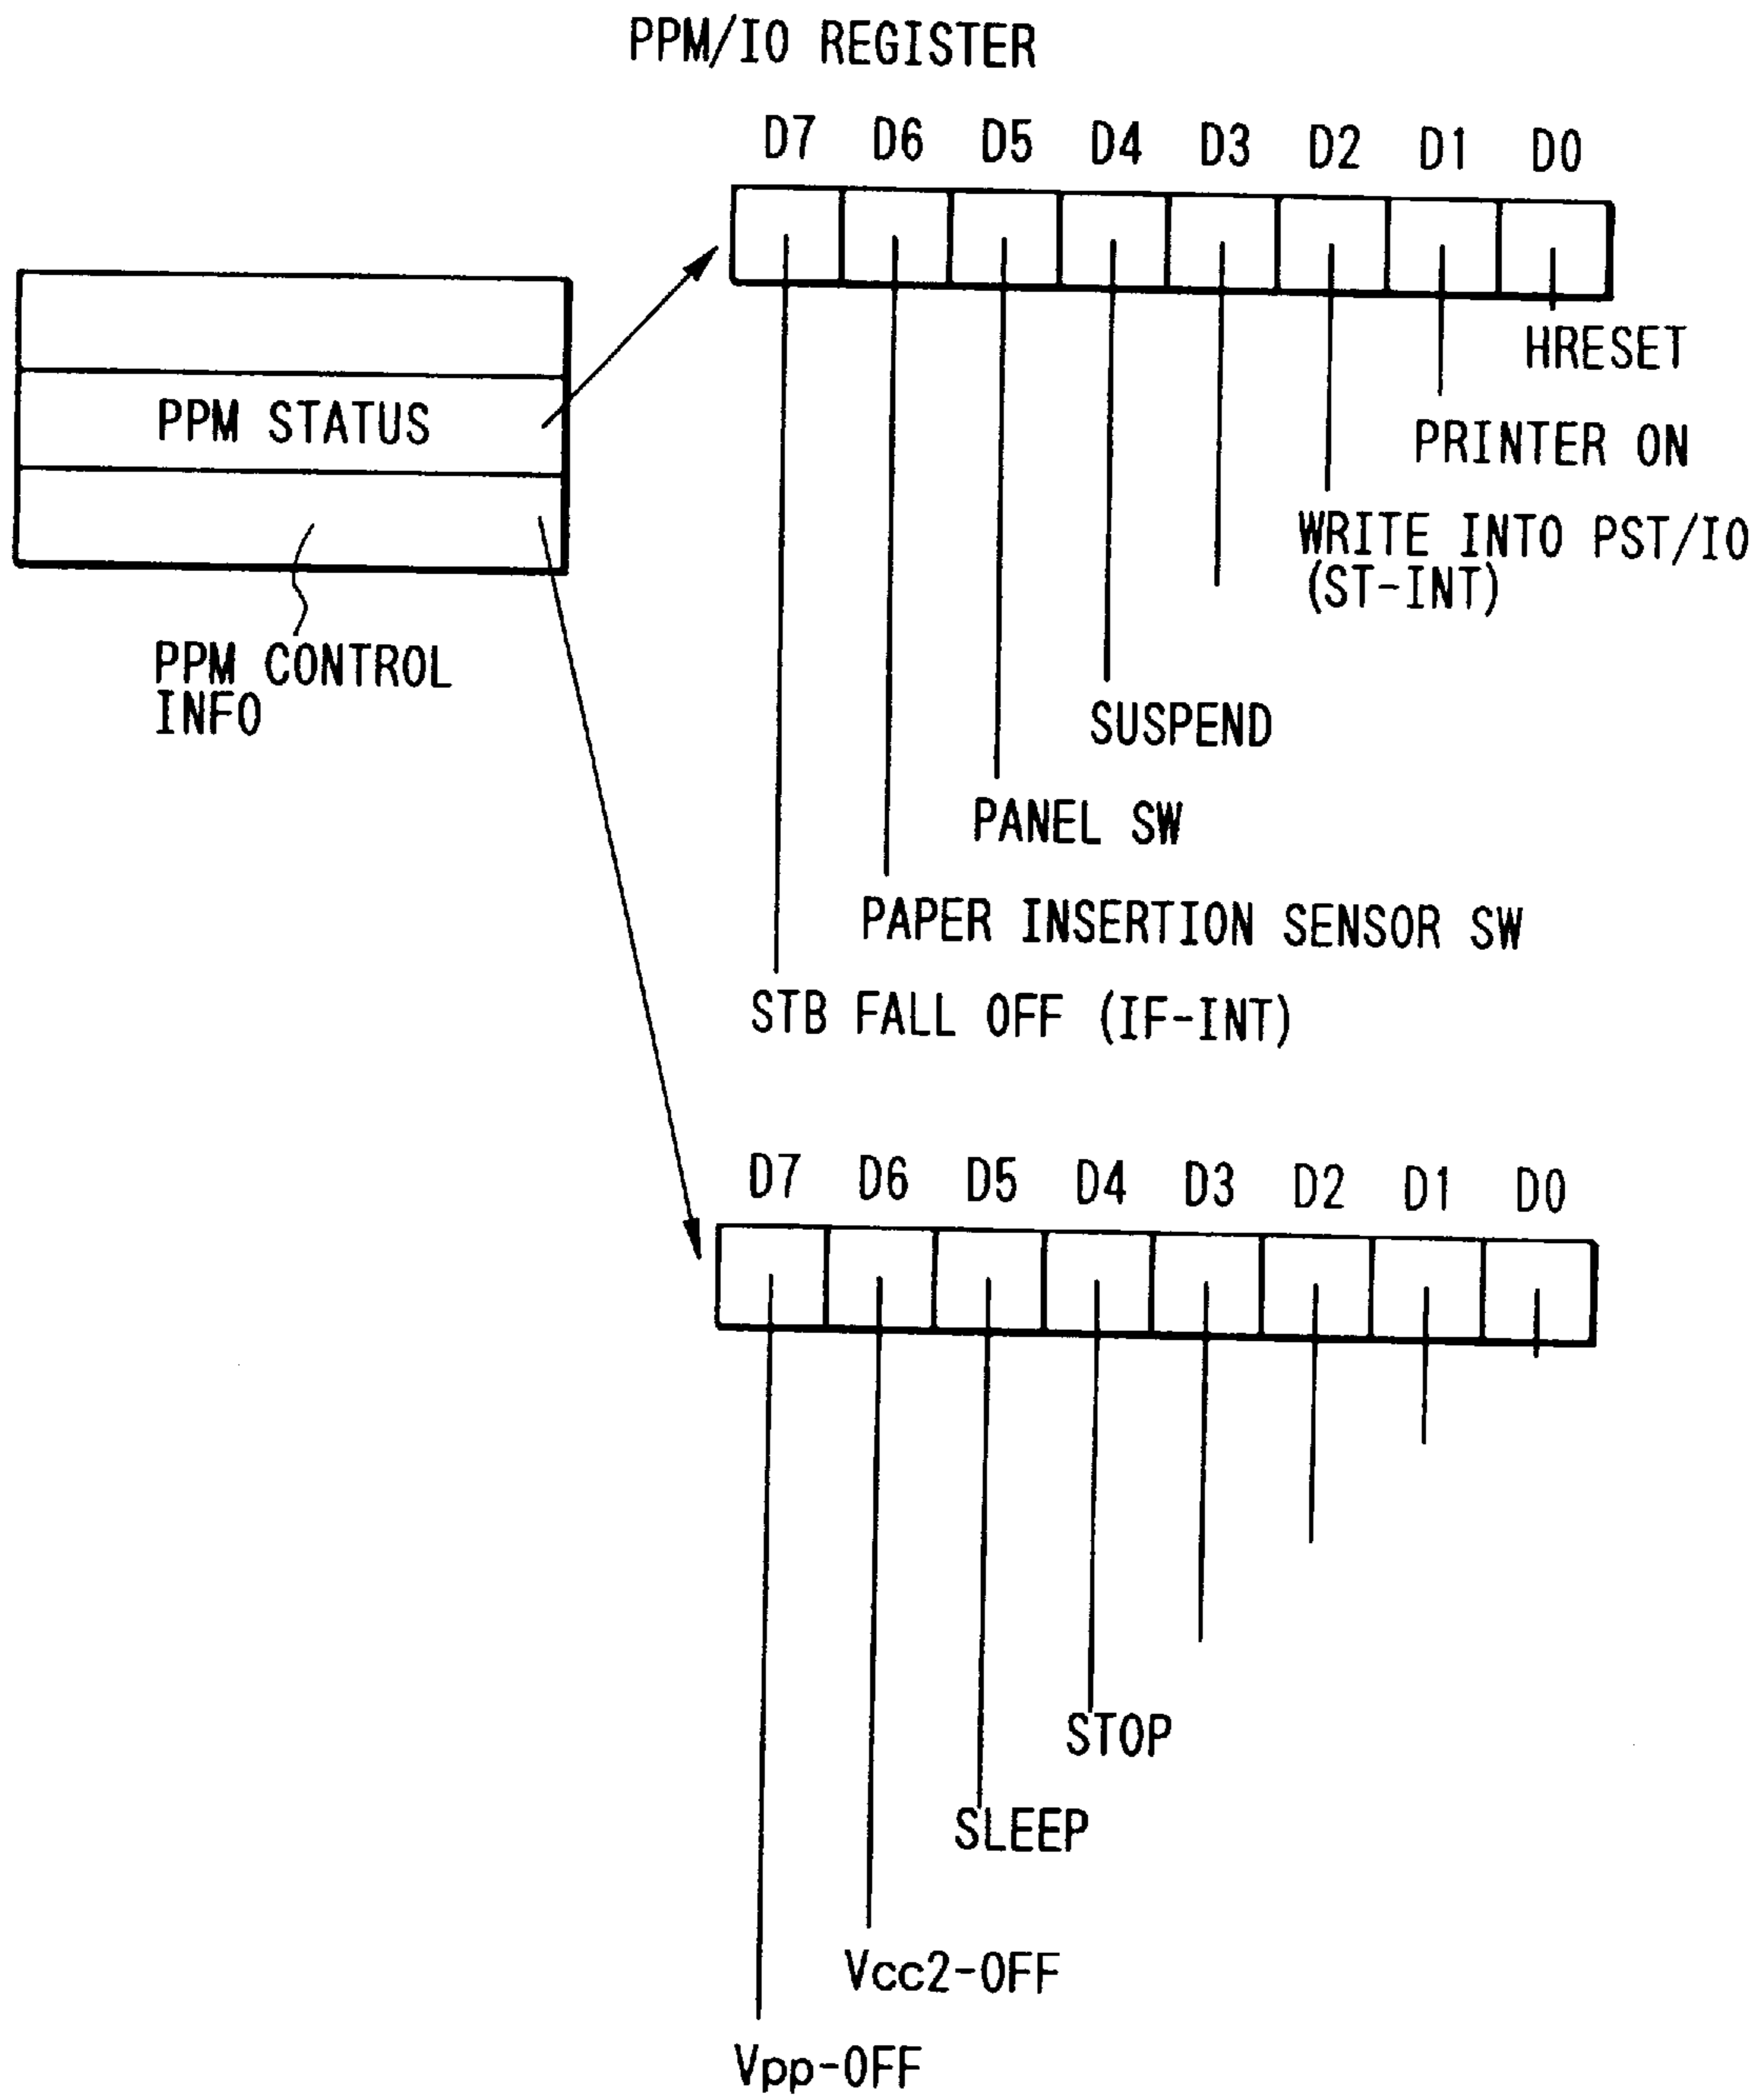 PPM/IO REGISTER
D7 D6 D5 D4 D3 D2 D1 D0
HRESET
PPM STATUS
PRINTER ON
WRITE INTO PST/IO
(ST-INT)
PPM CONTROL
INFO
SUSPEND
PANEL SW
PAPER INSERTION SENSOR SW
STB FALL OFF (IF-INT)
D7 D6 D5 D4 D3 D2 D1 D0
STOP
SLEEP
Vcc2-OFF
Vpp-OFF